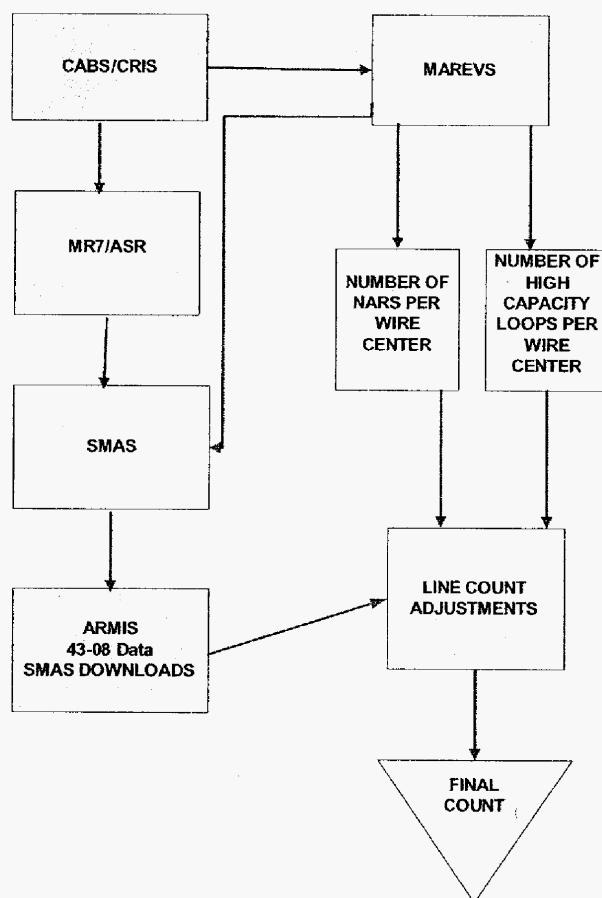 CABS/CRIS
MAREVS
MR7/ASR
NUMBER OF
NARS PER
WIRE
CENTER
NUMBER OF
HIGH
CAPACITY
LOOPS PER
WIRE
CENTER
SMAS
ARMIS
43-08 Data
SMAS DOWNLOADS
LINE COUNT
ADJUSTMENTS
FINAL
COUNT